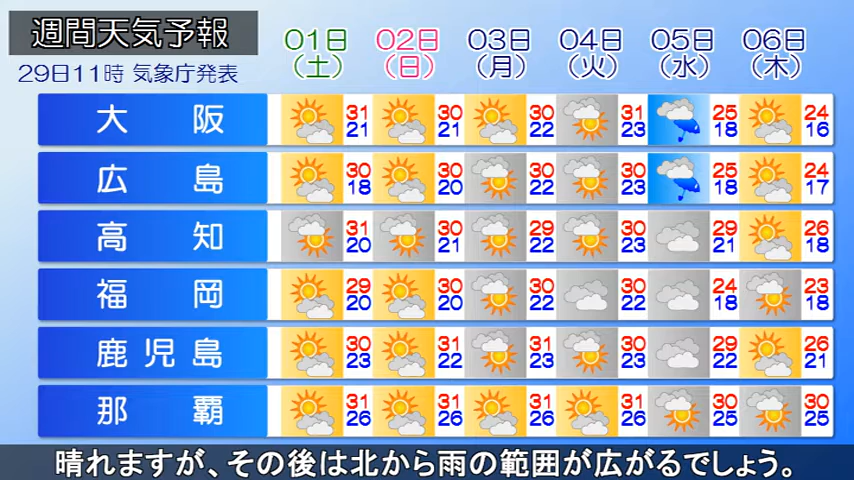 週間天気予報
29日11時 気象庁発表
01日 02日 03日 04日 05日 06日
(土) (日) (月) (火) (水) (木)
大阪 31 21 30 21 30 22 31 23 25 18 24 16
広島 30 18 30 20 30 22 30 23 25 18 24 17
高知 31 20 30 21 29 22 30 23 29 21 26 18
福岡 29 20 30 20 30 22 30 22 24 18 23 18
鹿児島 30 23 31 22 31 23 30 23 29 22 26 21
那覇 31 26 31 26 31 26 31 26 30 25 30 25
晴れますが、その後は北から雨の範囲が広がるでしょう。